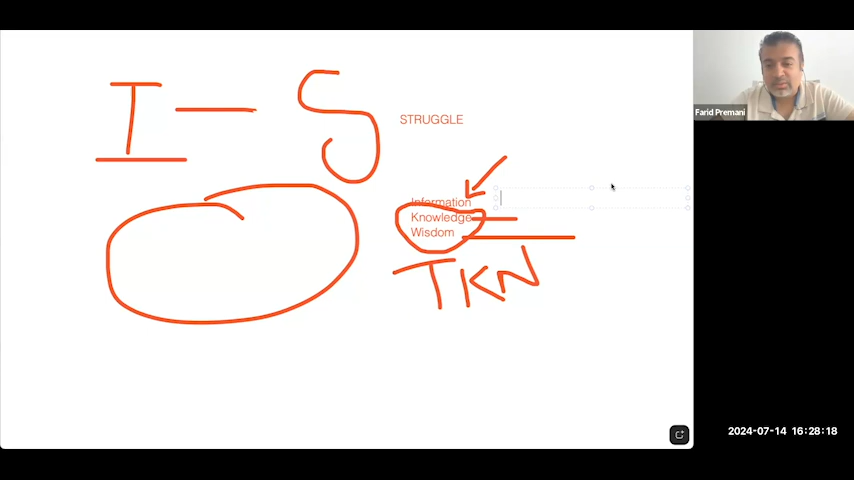 I — S
STRUGGLE
Information
Knowledge
Wisdom
TKN
Farid Premani
2024-07-14 16:28:18